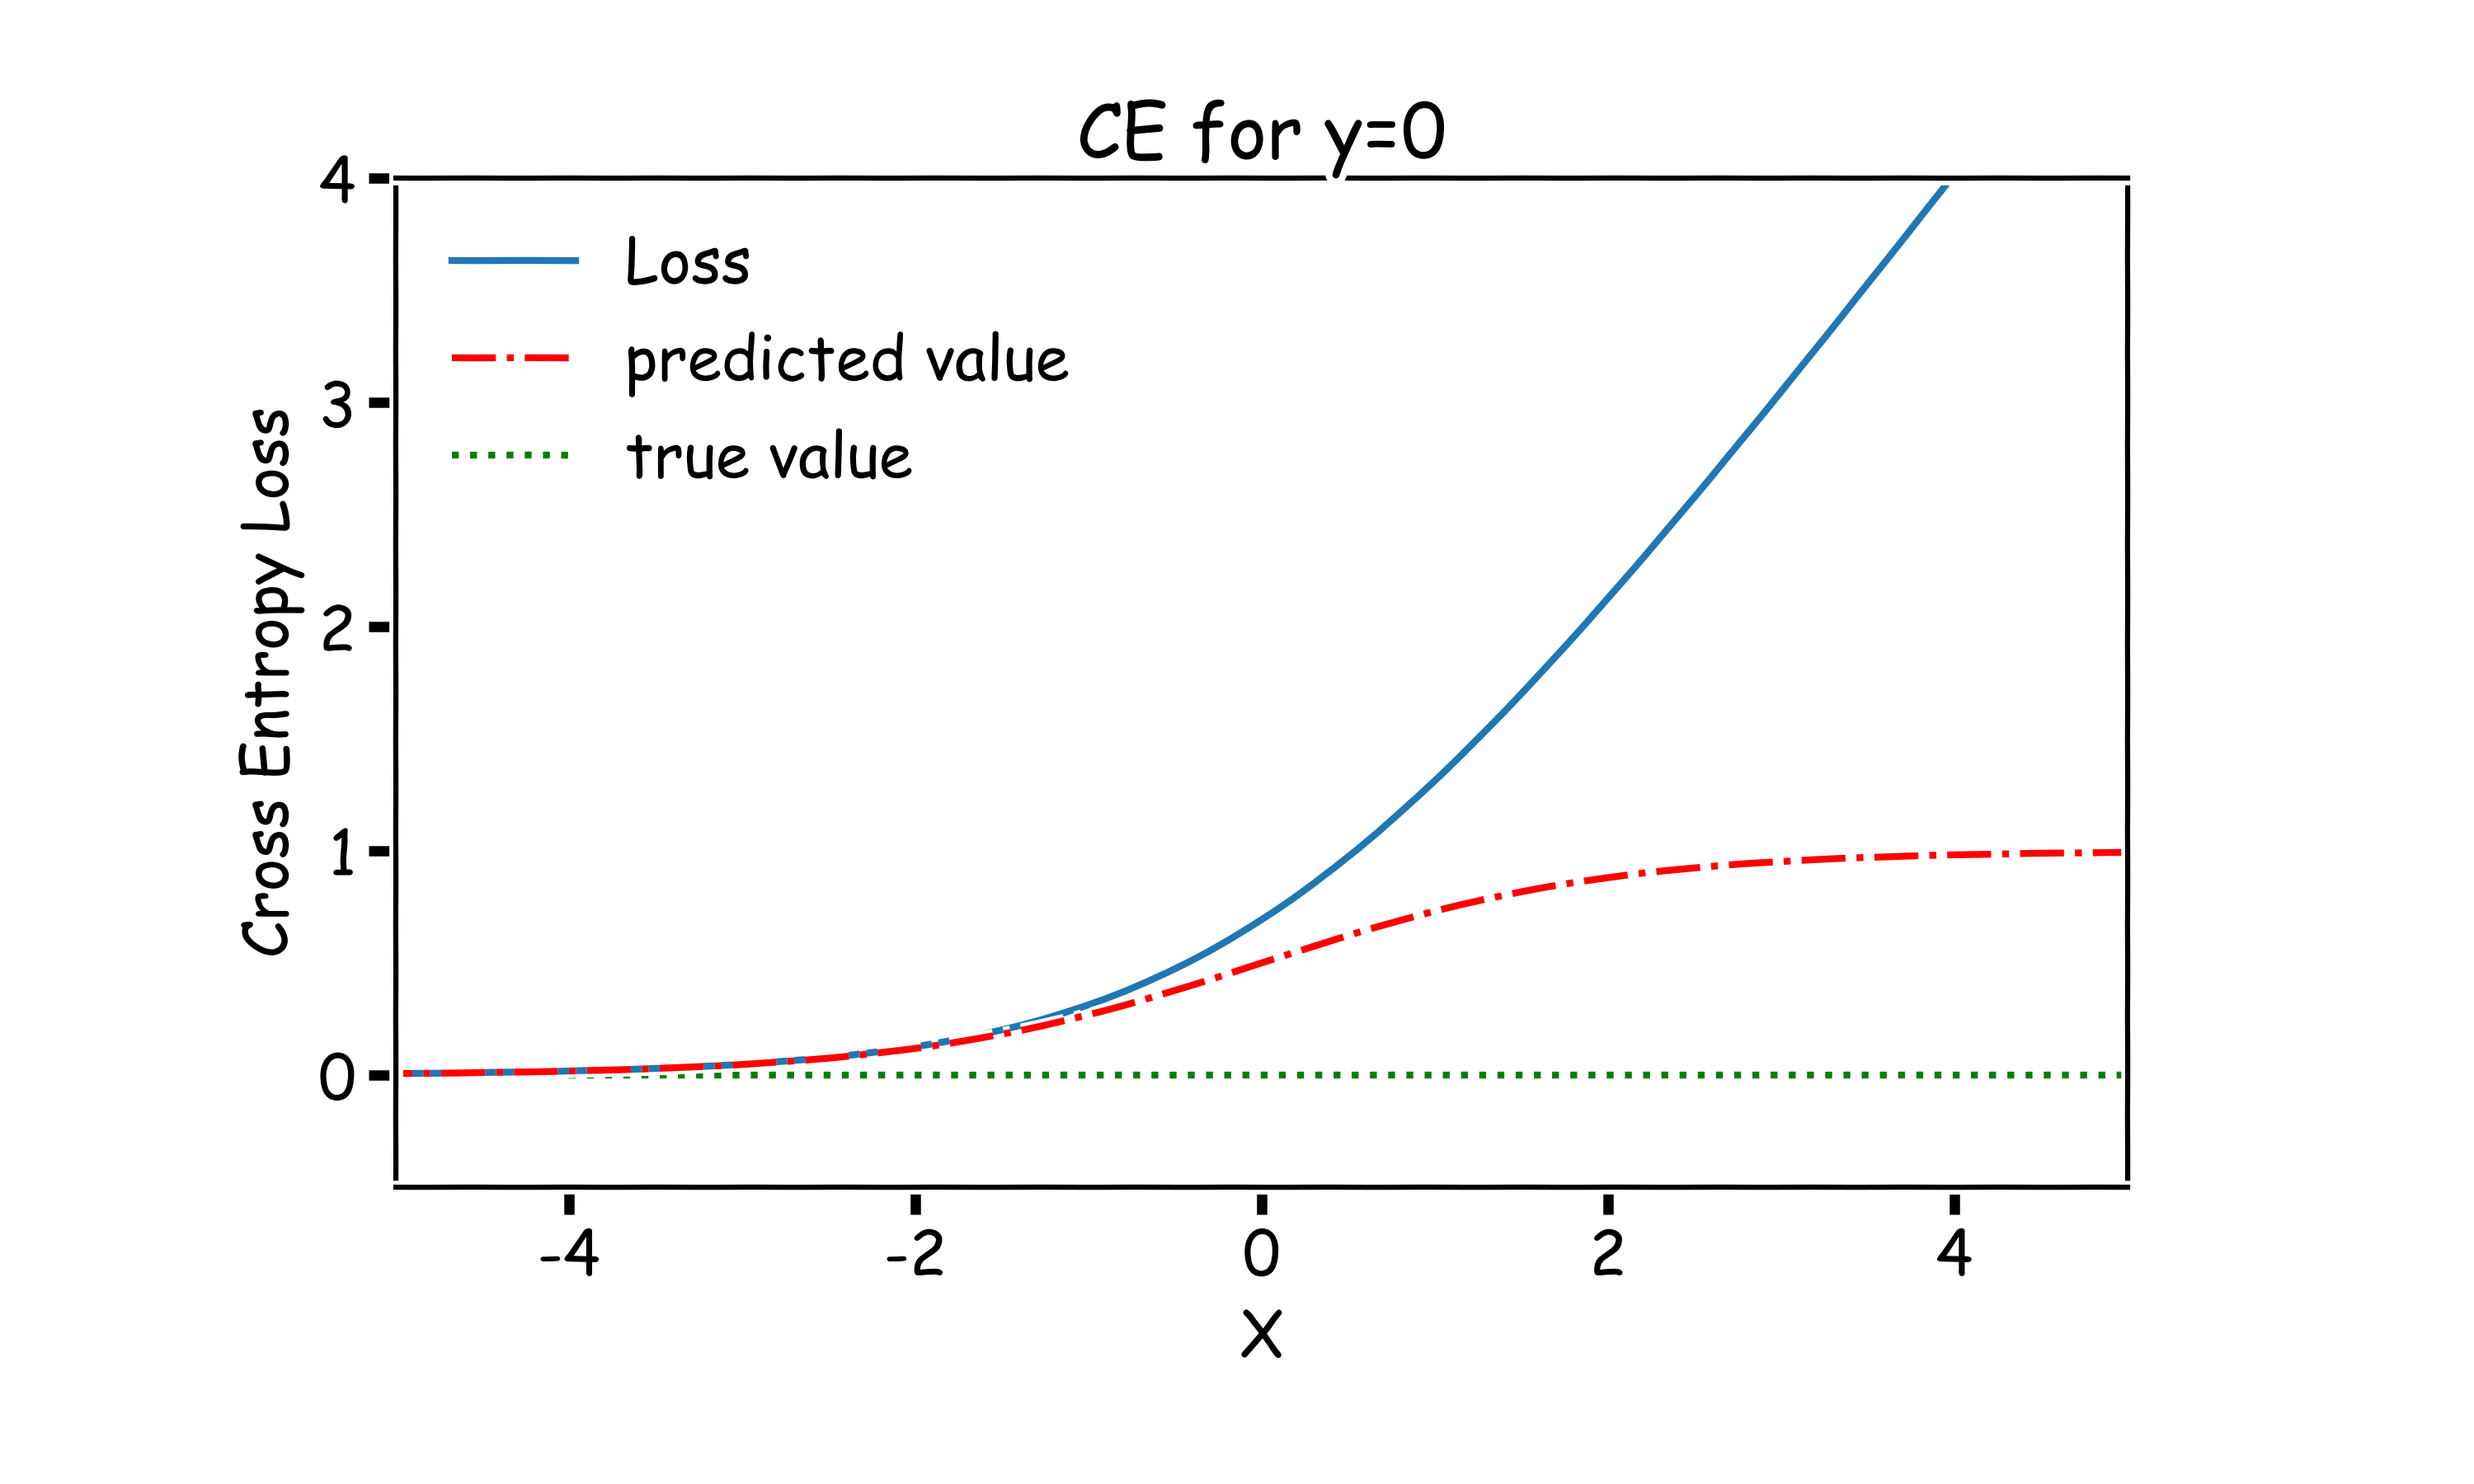 CE for y=0
Loss
predicted value
true value
Cross Entropy Loss
4
3
2
1
0
-4 -2 0 2 4
X